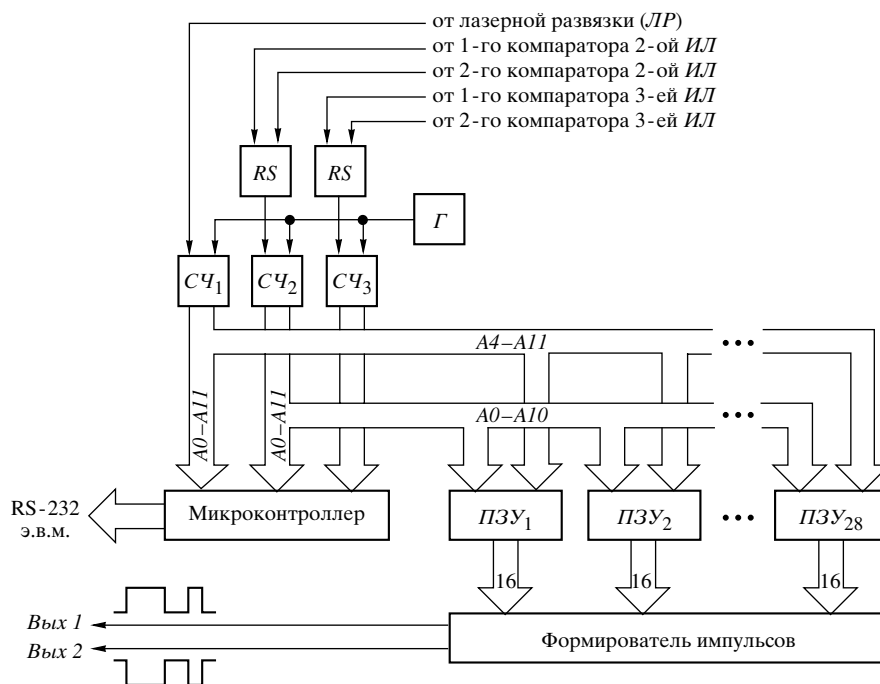 от лазерной развязки (ЛР)
от 1-го компаратора 2-ой ИЛ
от 2-го компаратора 2-ой ИЛ
от 1-го компаратора 3-ей ИЛ
от 2-го компаратора 3-ей ИЛ
RS
RS
Г
СЧ1
СЧ2
СЧ3
A4–A11
A0–A11
A0–A11
A0–A10
RS-232
э.в.м.
Микроконтроллер
ПЗУ1
ПЗУ2
ПЗУ28
16
16
16
Вых 1
Вых 2
Формирователь импульсов